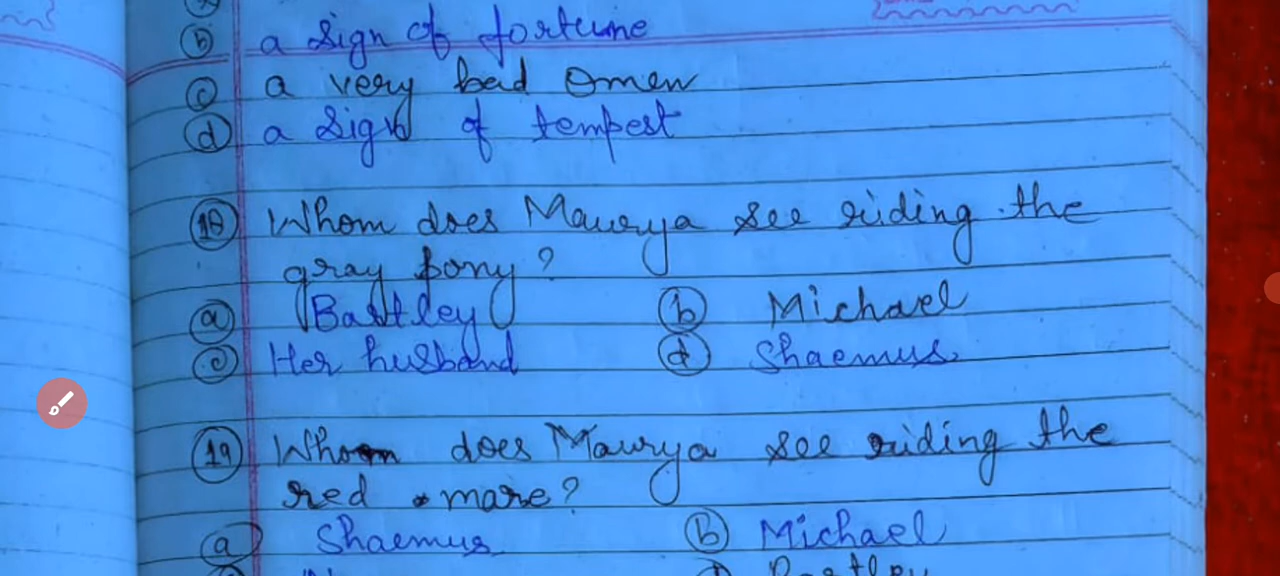 (b) a sign of fortune
(c) a very bad omen
(d) a sign of tempest
(18) Whom does Maurya see riding the
gray pony?
(a) Bartley (b) Michael
(c) Her husband (d) Shaemus.
(19) Whom does Maurya see riding the
red mare?
(a) Shaemus (b) Michael
Bartley